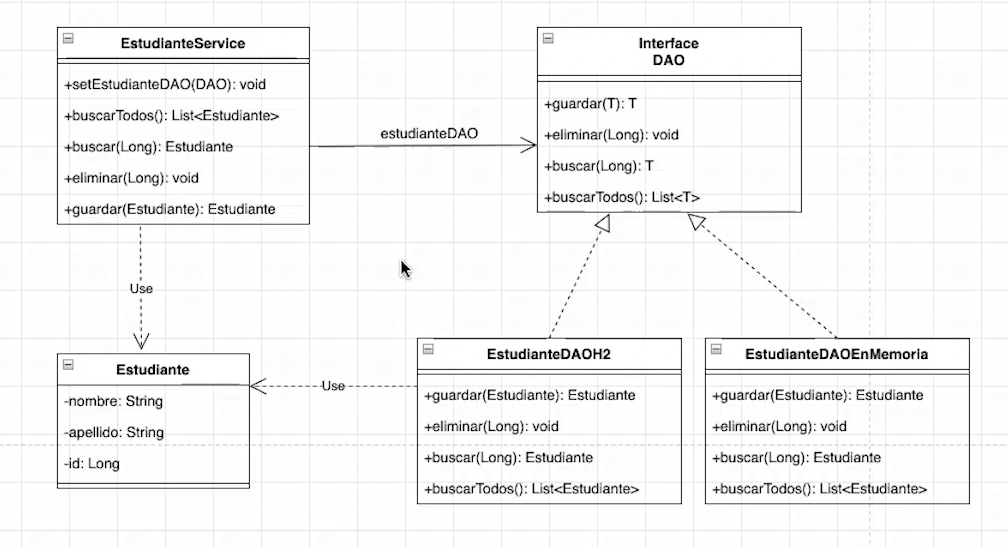 EstudianteService
+setEstudianteDAO(DAO): void
+buscarTodos(): List<Estudiante>
+buscar(Long): Estudiante
+eliminar(Long): void
+guardar(Estudiante): Estudiante
estudianteDAO
Interface
DAO
+guardar(T): T
+eliminar(Long): void
+buscar(Long): T
+buscarTodos(): List<T>
Use
Estudiante
-nombre: String
-apellido: String
-id: Long
Use
EstudianteDAOH2
+guardar(Estudiante): Estudiante
+eliminar(Long): void
+buscar(Long): Estudiante
+buscarTodos(): List<Estudiante>
EstudianteDAOEnMemoria
+guardar(Estudiante): Estudiante
+eliminar(Long): void
+buscar(Long): Estudiante
+buscarTodos(): List<Estudiante>